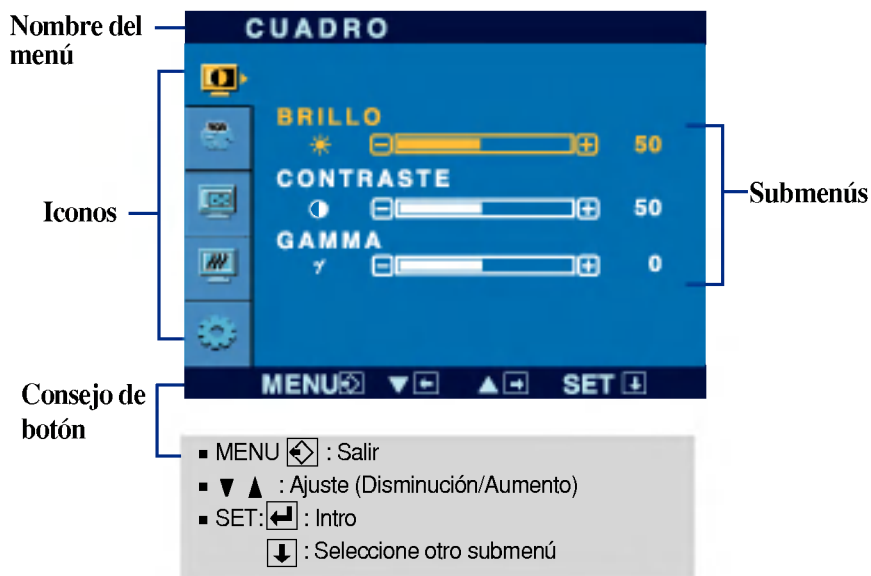 Nombre del
menú
CUADRO
BRILLO
50
CONTRASTE
50
GAMMA
0
Iconos
Submenús
MENU ▼ ▲ SET
Consejo de
botón
▪ MENU : Salir
▪ ▼ ▲ : Ajuste (Disminución/Aumento)
▪ SET: : Intro
: Seleccione otro submenú